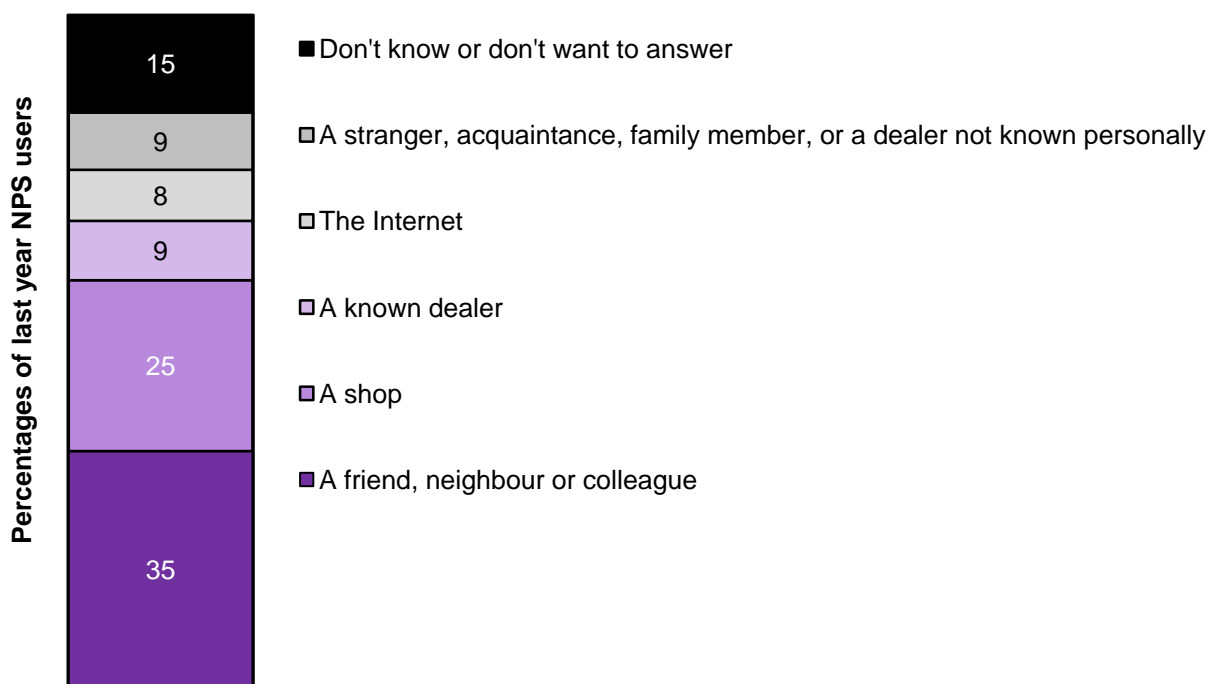 Percentages of last year NPS users
15
9
8
9
25
35
Don't know or don't want to answer
A stranger, acquaintance, family member, or a dealer not known personally
The Internet
A known dealer
A shop
A friend, neighbour or colleague